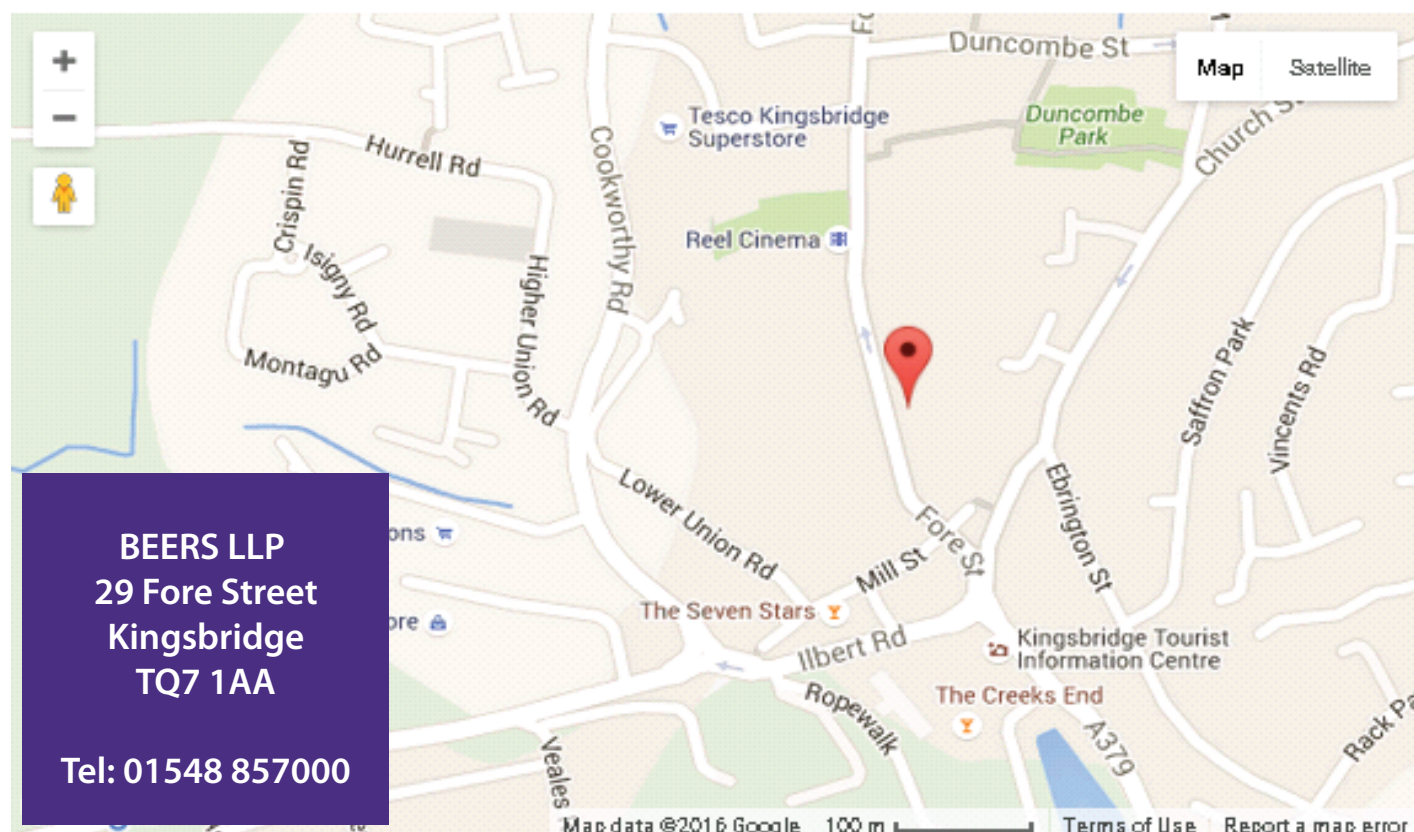 Duncombe St
Map
Satellite
Tesco Kingsbridge
Superstore
Duncombe
Park
Church
Hurrell Rd
Cookworthy Rd
Crispin Rd
Reel Cinema
Isigny Rd
Higher Union Rd
Montagu Rd
Saffron Park
Vincents Rd
Lower Union Rd
Fore St
Ebrington St
Mill St
The Seven Stars
Ilbert Rd
Kingsbridge Tourist
Information Centre
The Creeks End
Ropewalk
A379
Rack
Veales
BEERS LLP
29 Fore Street
Kingsbridge
TQ7 1AA
Tel: 01548 857000
Map data ©2016 Google
100 m
Terms of Use
Report a map error